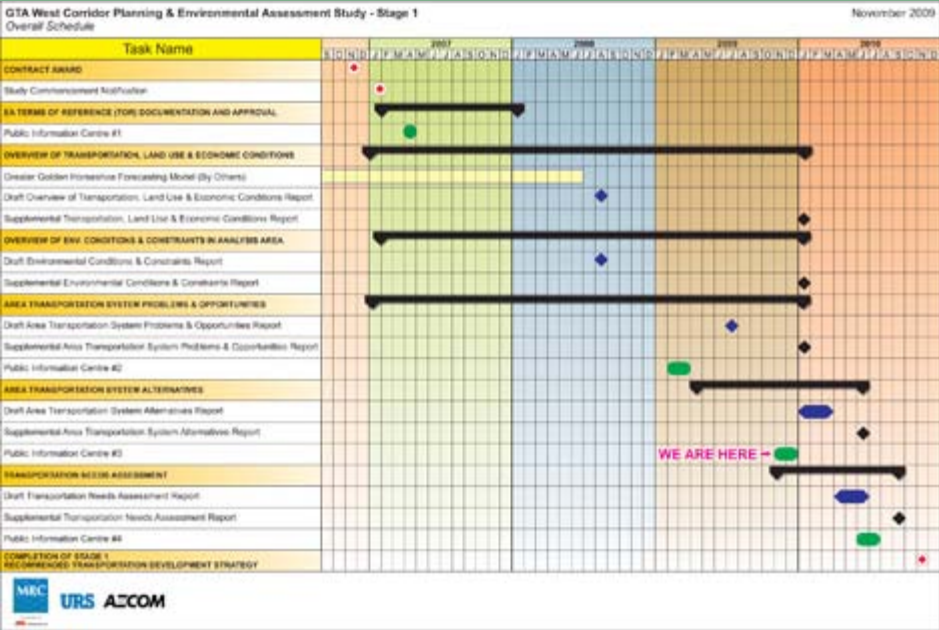 GTA West Corridor Planning & Environmental Assessment Study - Stage 1
November 2009
Overall Schedule
Task Name
2007
2008
2009
2010
S O N D J F M A M J J A S O N D J F M A M J J A S O N D J F M A M J J A S O N D J F M A M J J A S O N D
CONTRACT AWARD
Study Commencement Notification
EA TERMS OF REFERENCE (TOR) DOCUMENTATION AND APPROVAL
Public Information Centre #1
OVERVIEW OF TRANSPORTATION, LAND USE & ECONOMIC CONDITIONS
Greater Golden Horseshoe Forecasting Model (By Others)
Draft Overview of Transportation, Land Use & Economic Conditions Report
Supplemental Transportation, Land Use & Economic Conditions Report
OVERVIEW OF ENV. CONDITIONS & CONSTRAINTS IN ANALYSIS AREA
Draft Environmental Conditions & Constraints Report
Supplemental Environmental Conditions & Constraints Report
AREA TRANSPORTATION SYSTEM PROBLEMS & OPPORTUNITIES
Draft Area Transportation System Problems & Opportunities Report
Supplemental Area Transportation System Problems & Opportunities Report
Public Information Centre #2
AREA TRANSPORTATION SYSTEM ALTERNATIVES
Draft Area Transportation System Alternatives Report
Supplemental Area Transportation System Alternatives Report
Public Information Centre #3
WE ARE HERE →
TRANSPORTATION NEEDS ASSESSMENT
Draft Transportation Needs Assessment Report
Supplemental Transportation Needs Assessment Report
Public Information Centre #4
COMPLETION OF STAGE 1
RECOMMENDED TRANSPORTATION DEVELOPMENT STRATEGY
MRC URS AECOM